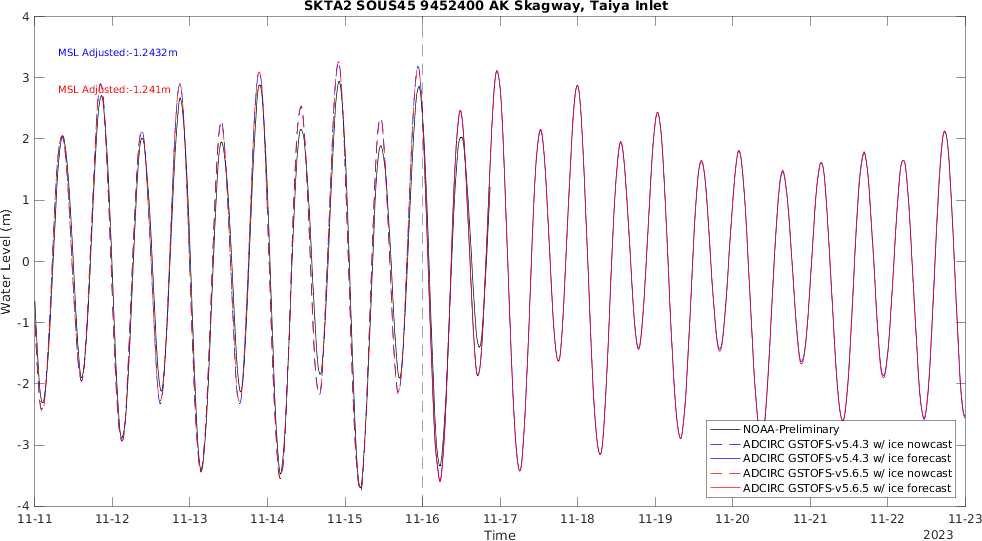 SKTA2 SOUS45 9452400 AK Skagway, Taiya Inlet
4
3
2
1
0
-1
-2
-3
-4
Water Level (m)
MSL Adjusted:-1.2432m
MSL Adjusted:-1.241m
NOAA-Preliminary
ADCIRC GSTOFS-v5.4.3 w/ ice nowcast
ADCIRC GSTOFS-v5.4.3 w/ ice forecast
ADCIRC GSTOFS-v5.6.5 w/ ice nowcast
ADCIRC GSTOFS-v5.6.5 w/ ice forecast
11-11 11-12 11-13 11-14 11-15 11-16 11-17 11-18 11-19 11-20 11-21 11-22 11-23
Time
2023